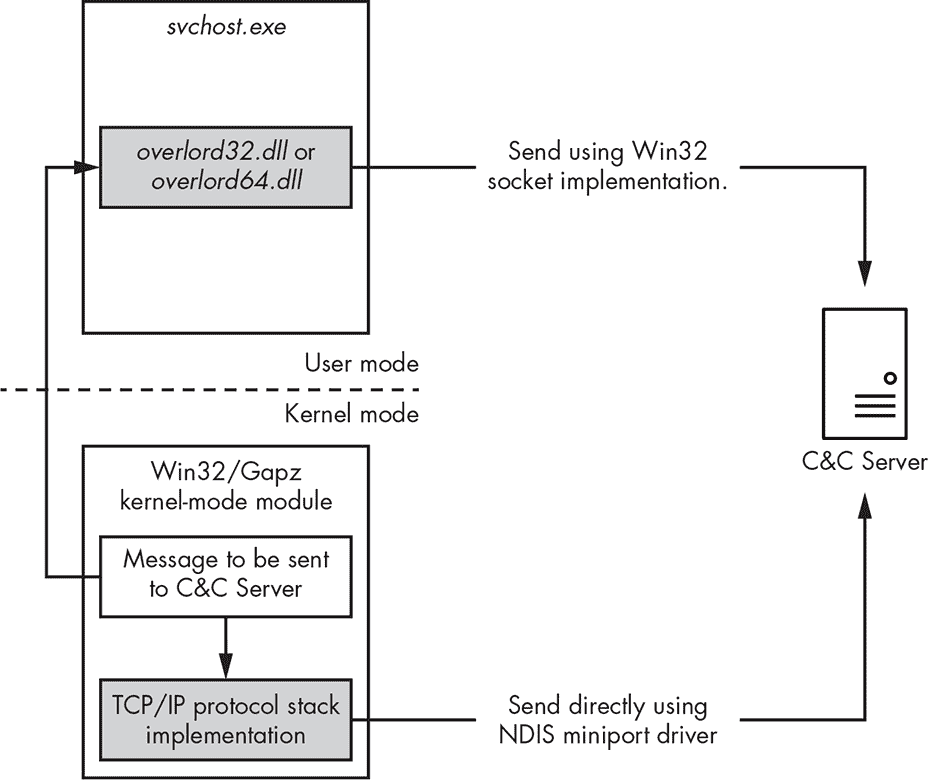 svchost.exe
overlord32.dll or
overlord64.dll
Send using Win32
socket implementation.
User mode
Kernel mode
C&C Server
Win32/Gapz
kernel-mode module
Message to be sent
to C&C Server
TCP/IP protocol stack
implementation
Send directly using
NDIS miniport driver